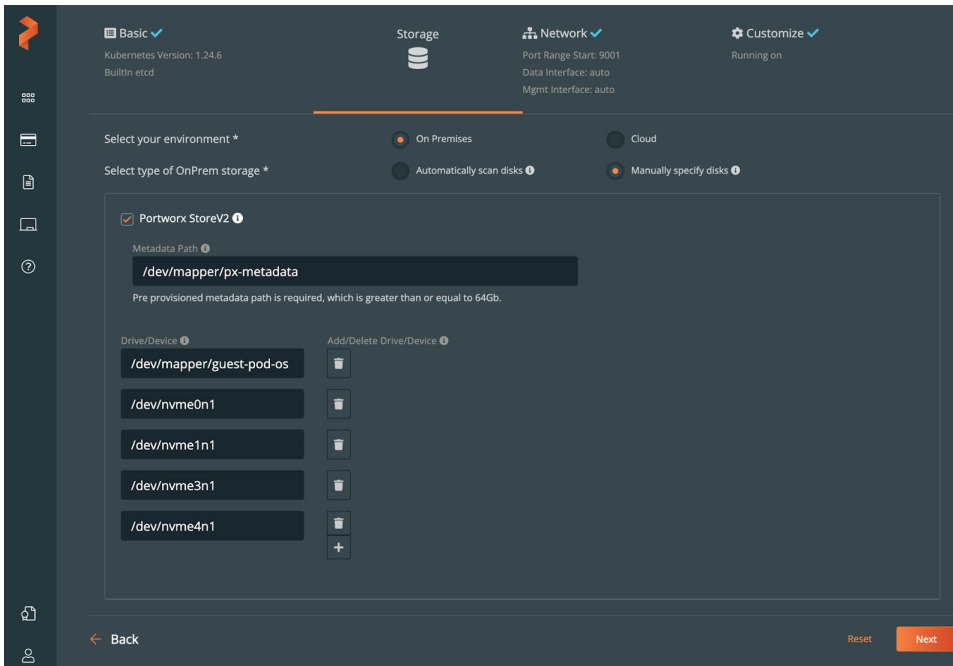 Basic
Kubernetes Version: 1.24.6
BuiltIn etcd
Storage
Network
Port Range Start: 9001
Data Interface: auto
Mgmt Interface: auto
Customize
Running on
Select your environment *
On Premises
Cloud
Select type of OnPrem storage *
Automatically scan disks
Manually specify disks
Portworx StoreV2
Metadata Path
/dev/mapper/px-metadata
Pre provisioned metadata path is required, which is greater than or equal to 64Gb.
Drive/Device
Add/Delete Drive/Device
/dev/mapper/guest-pod-os
/dev/nvme0n1
/dev/nvme1n1
/dev/nvme3n1
/dev/nvme4n1
Back
Reset
Next